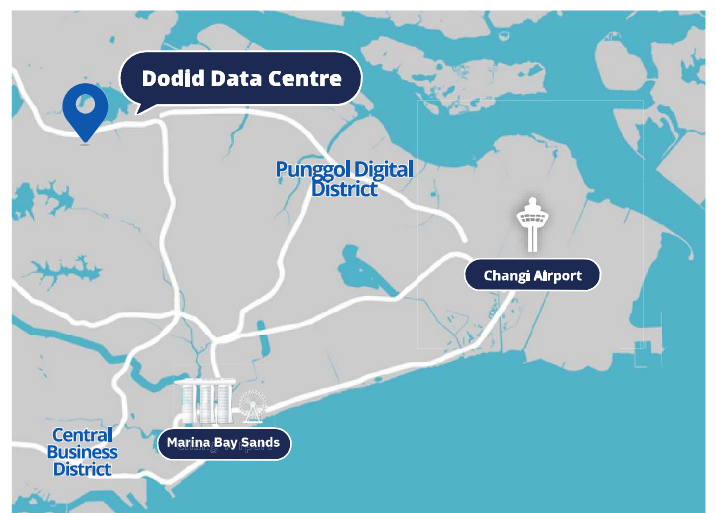 Dodid Data Centre
Punggol Digital
District
Changi Airport
Marina Bay Sands
Central
Business
District